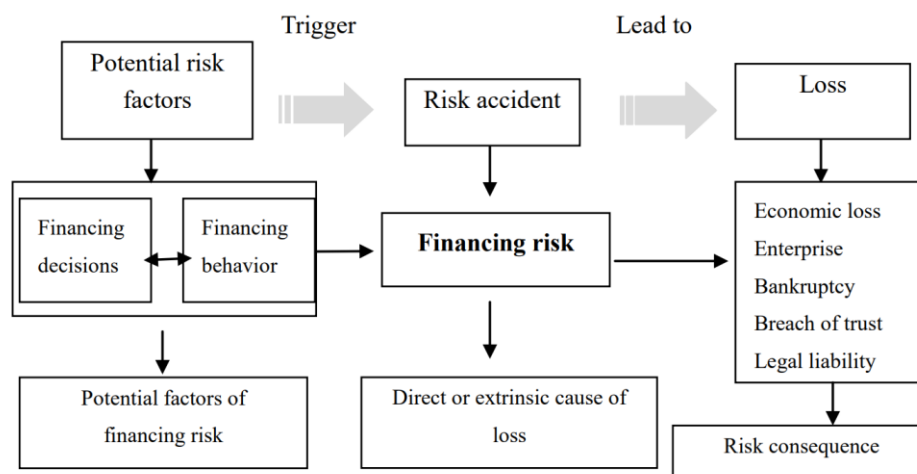 Trigger
Lead to
Potential risk
factors
Risk accident
Loss
Financing
decisions
Financing
behavior
Financing risk
Economic loss
Enterprise
Bankruptcy
Breach of trust
Legal liability
Potential factors of
financing risk
Direct or extrinsic cause of
loss
Risk consequence